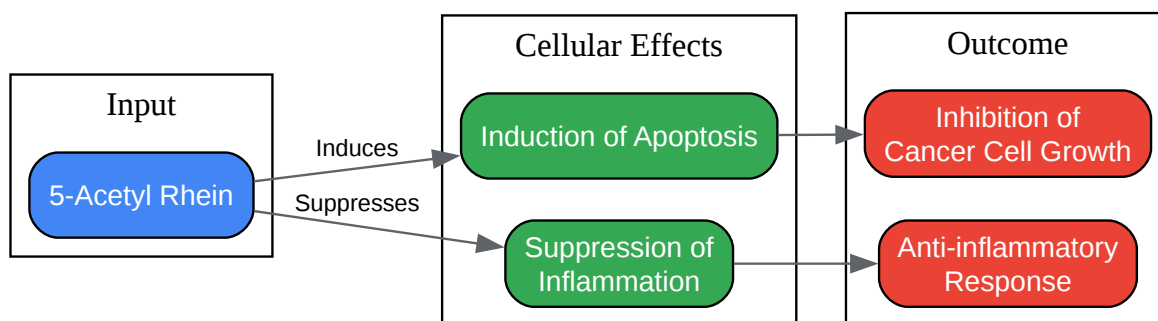 Input
5-Acetyl Rhein
Induces
Suppresses
Cellular Effects
Induction of Apoptosis
Suppression of
Inflammation
Outcome
Inhibition of
Cancer Cell Growth
Anti-inflammatory
Response